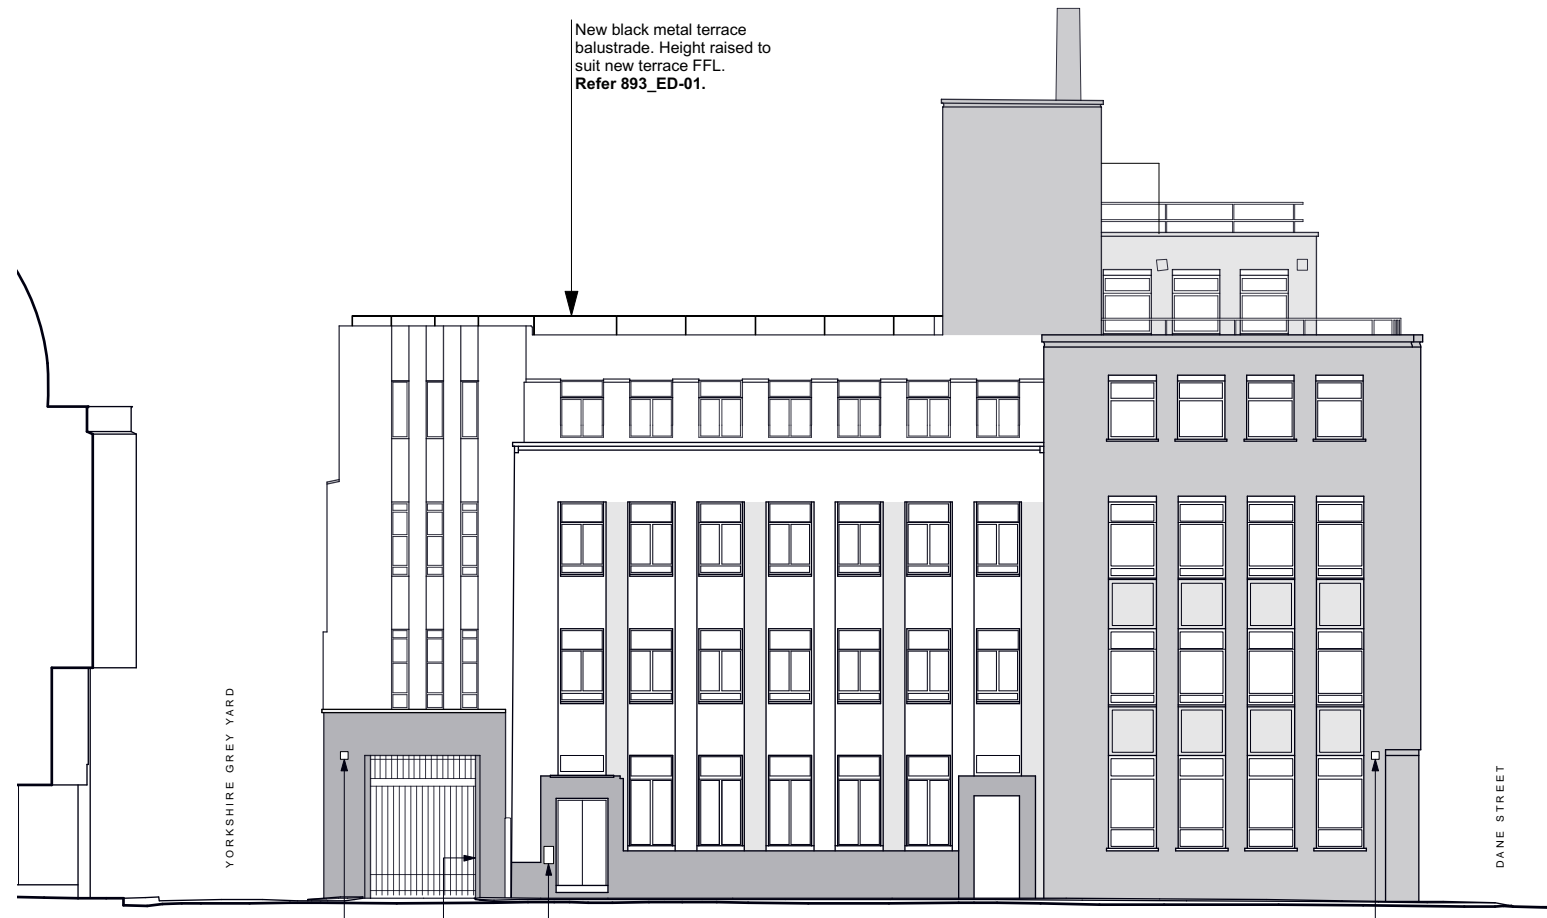 New black metal terrace
balustrade. Height raised to
suit new terrace FFL.
Refer 893_ED-01.
YORKSHIRE GREY YARD
DANE STREET